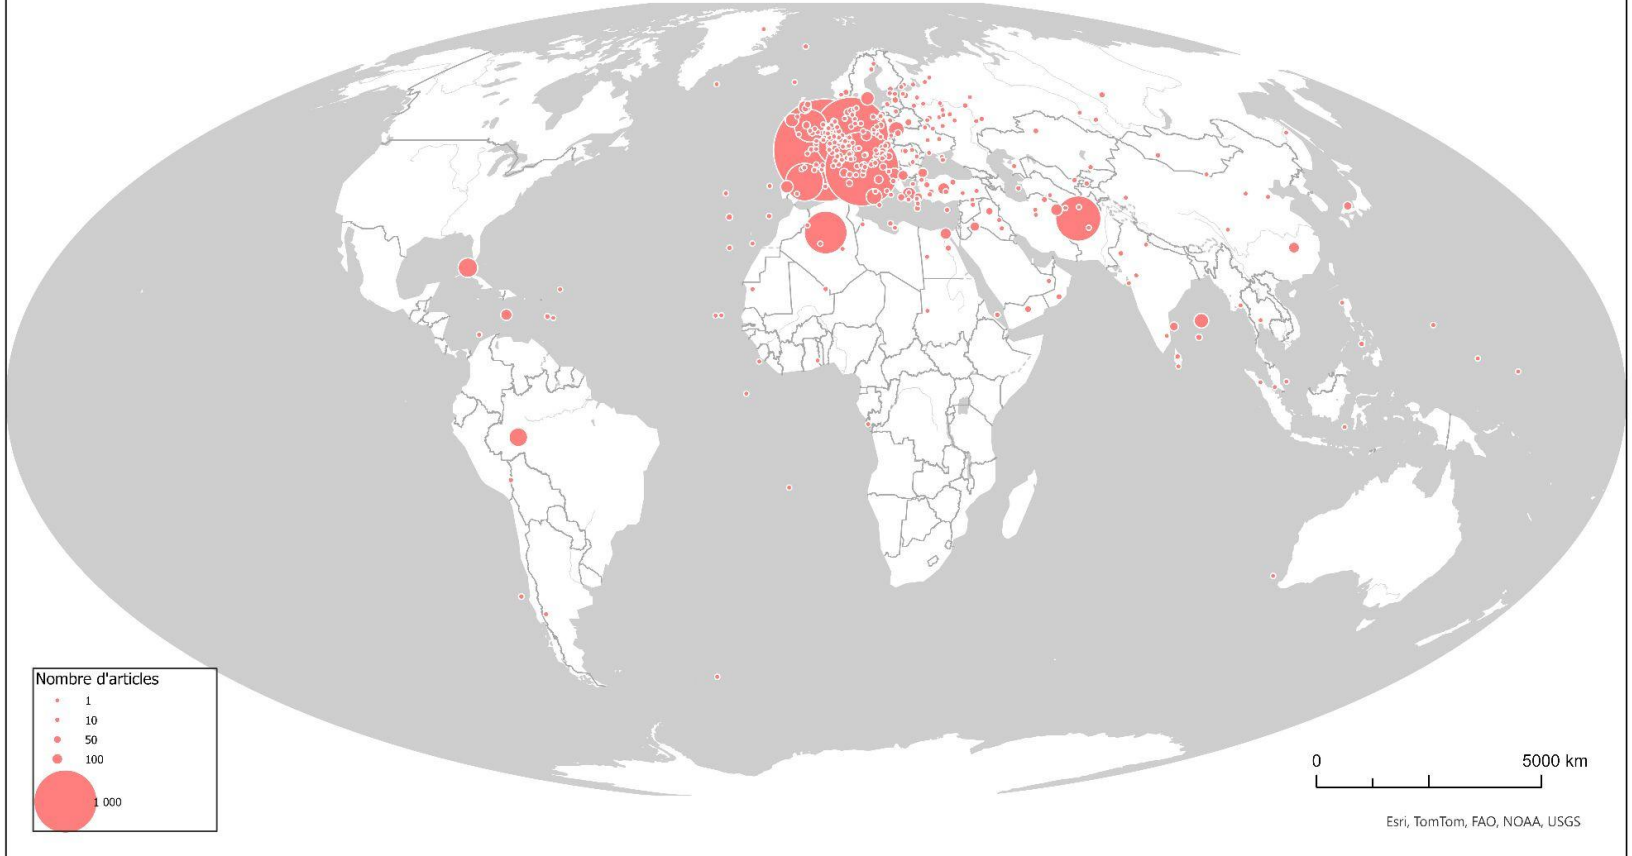 Nombre d'articles
1
10
50
100
1 000
0 5000 km
Esri, TomTom, FAO, NOAA, USGS